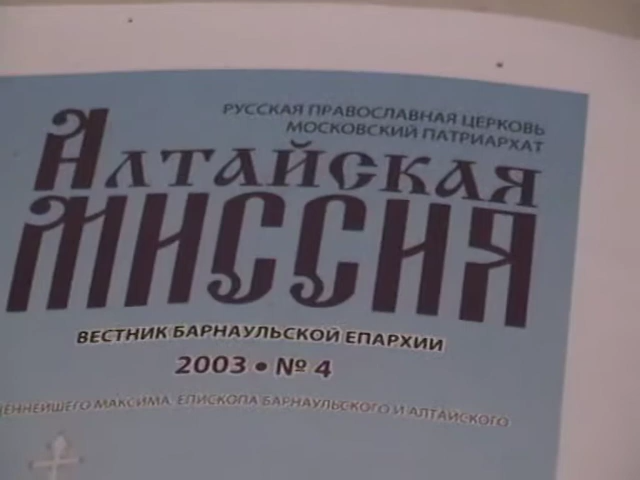 РУССКАЯ ПРАВОСЛАВНАЯ ЦЕРКОВЬ
МОСКОВСКИЙ ПАТРИАРХАТ
АЛТАЙСКАЯ
МИССИЯ
ВЕСТНИК БАРНАУЛЬСКОЙ ЕПАРХИИ
2003 • № 4
МАКСИМА, ЕПИСКОПА БАРНАУЛЬСКОГО И АЛТАЙСКОГО